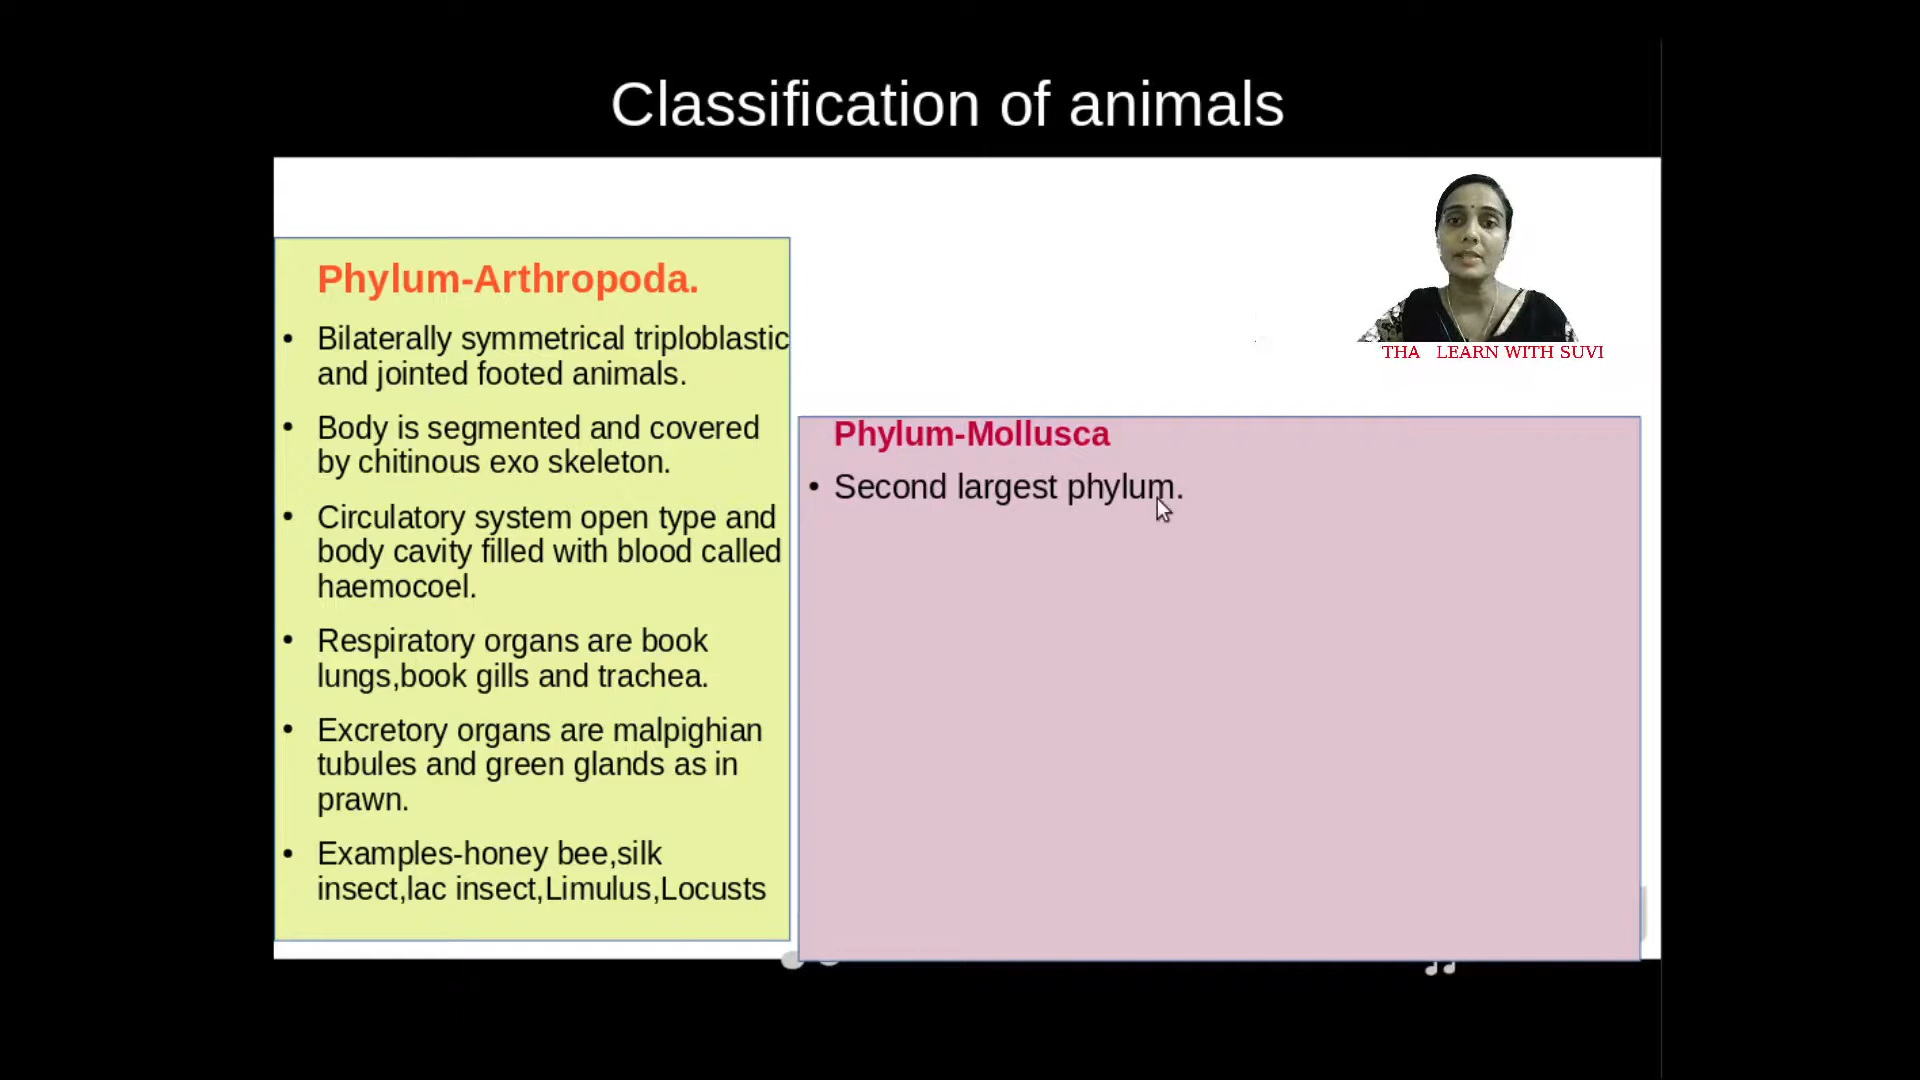 Classification of animals
THA LEARN WITH SUVI
Phylum-Arthropoda.
• Bilaterally symmetrical triploblastic
and jointed footed animals.
• Body is segmented and covered
by chitinous exo skeleton.
• Circulatory system open type and
body cavity filled with blood called
haemocoel.
• Respiratory organs are book
lungs,book gills and trachea.
• Excretory organs are malpighian
tubules and green glands as in
prawn.
• Examples-honey bee,silk
insect,lac insect,Limulus,Locusts
Phylum-Mollusca
• Second largest phylum.